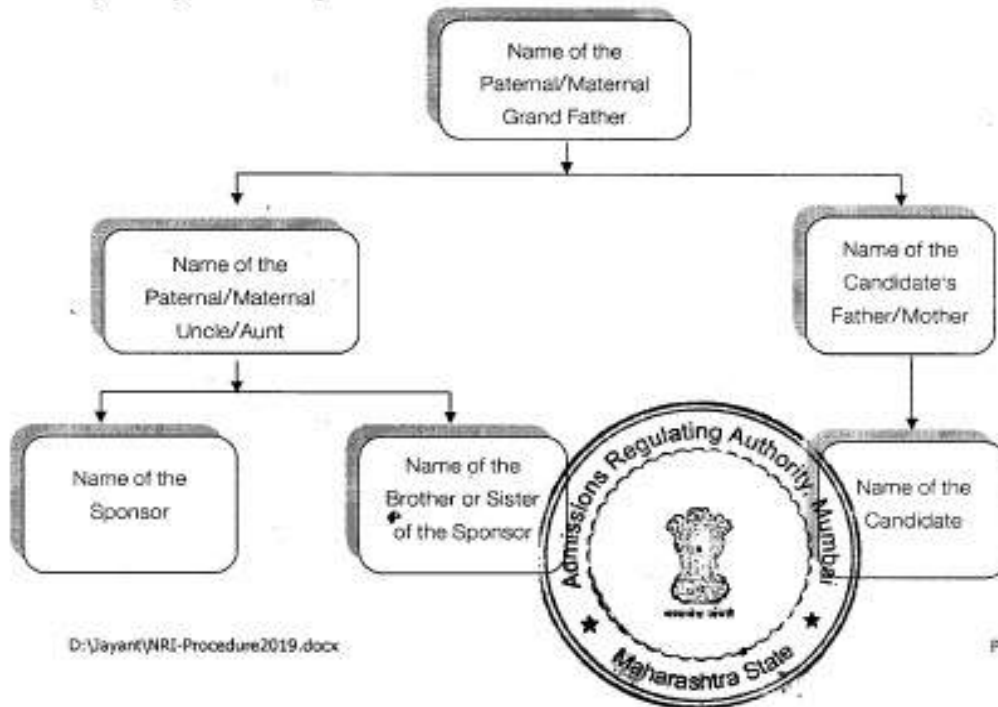 Name of the
Paternal/Maternal
Grand Father
Name of the
Paternal/Maternal
Uncle/Aunt
Name of the
Candidate's
Father/Mother
Name of the
Sponsor
Name of the
Brother or Sister
of the Sponsor
Name of the
Candidate
Admissions Regulating Authority, Mumbai
Maharashtra State
D:\Jayant\NRI-Procedure2019.docx
P